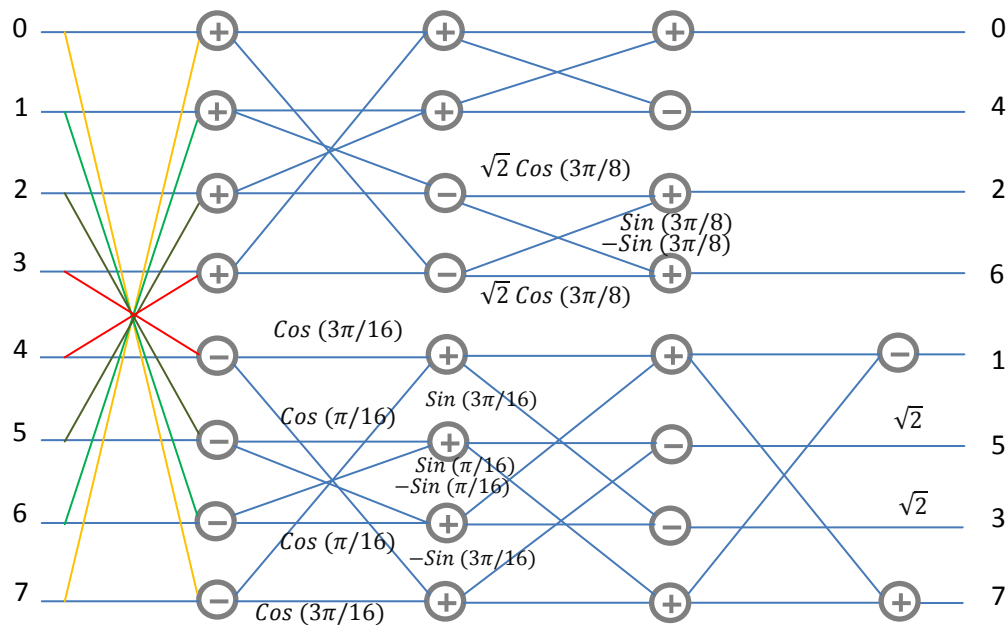 0 + + + 0
1 + + − 4
√2 Cos (3π/8)
2 + − + 2
Sin (3π/8)
−Sin (3π/8)
3 + − + 6
√2 Cos (3π/8)
Cos (3π/16)
4 − + + − 1
Sin (3π/16)
Cos (π/16) √2
5 − + − 5
Sin (π/16)
−Sin (π/16)
√2
6 − + − 3
Cos (π/16)
−Sin (3π/16)
7 − + + + 7
Cos (3π/16)